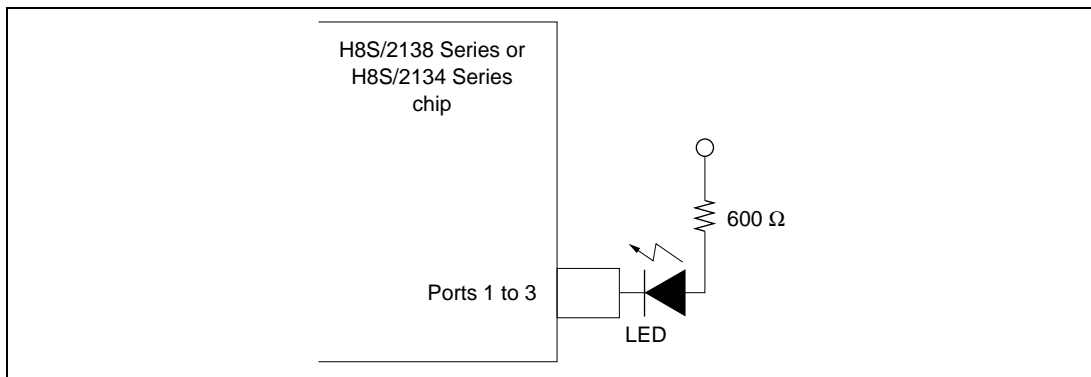 H8S/2138 Series or
H8S/2134 Series
chip
600 Ω
Ports 1 to 3
LED